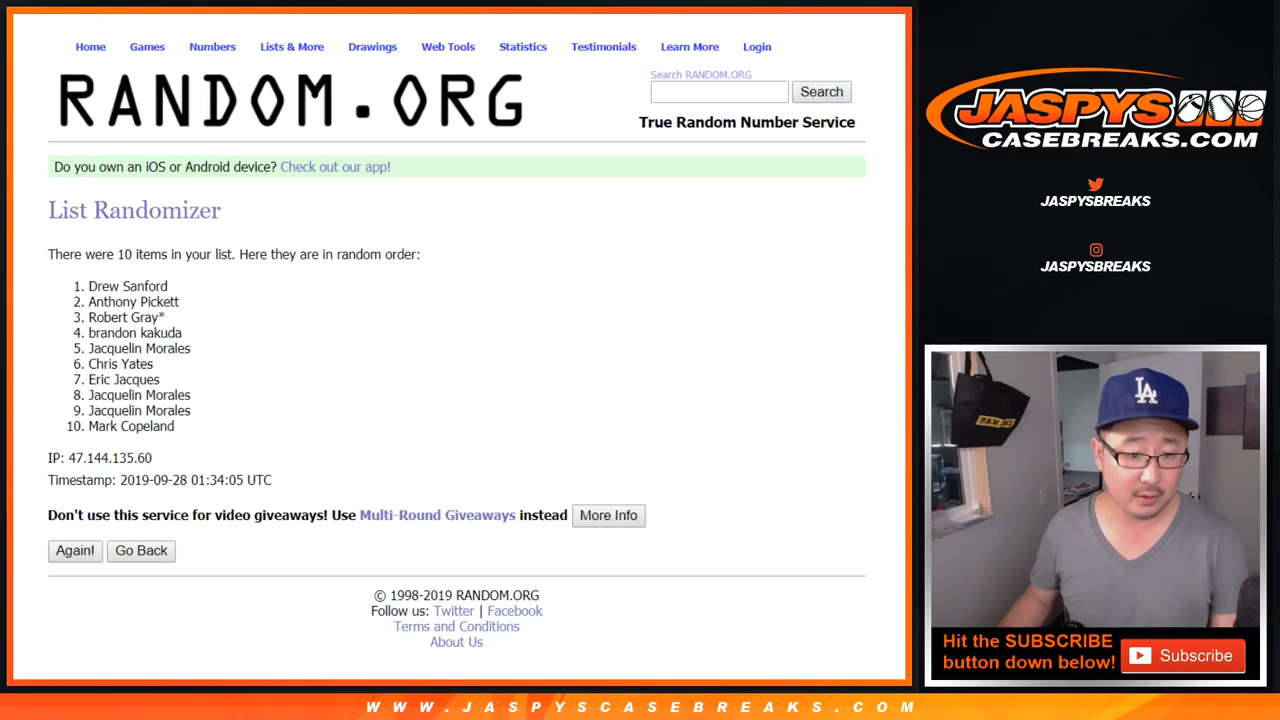 Home Games Numbers Lists & More Drawings Web Tools Statistics Testimonials Learn More Login
RANDOM.ORG
Search RANDOM.ORG
Search
True Random Number Service
Do you own an iOS or Android device? Check out our app!
List Randomizer
There were 10 items in your list. Here they are in random order:
1. Drew Sanford
2. Anthony Pickett
3. Robert Gray*
4. brandon kakuda
5. Jacquelin Morales
6. Chris Yates
7. Eric Jacques
8. Jacquelin Morales
9. Jacquelin Morales
10. Mark Copeland
IP: 47.144.135.60
Timestamp: 2019-09-28 01:34:05 UTC
Don't use this service for video giveaways! Use Multi-Round Giveaways instead More Info
Again! Go Back
© 1998-2019 RANDOM.ORG
Follow us: Twitter | Facebook
Terms and Conditions
About Us
JASPYS
CASEBREAKS.COM
JASPYSBREAKS
JASPYSBREAKS
PANINI
LA
Hit the SUBSCRIBE
button down below!
Subscribe
WWW.JASPYSCASEBREAKS.COM